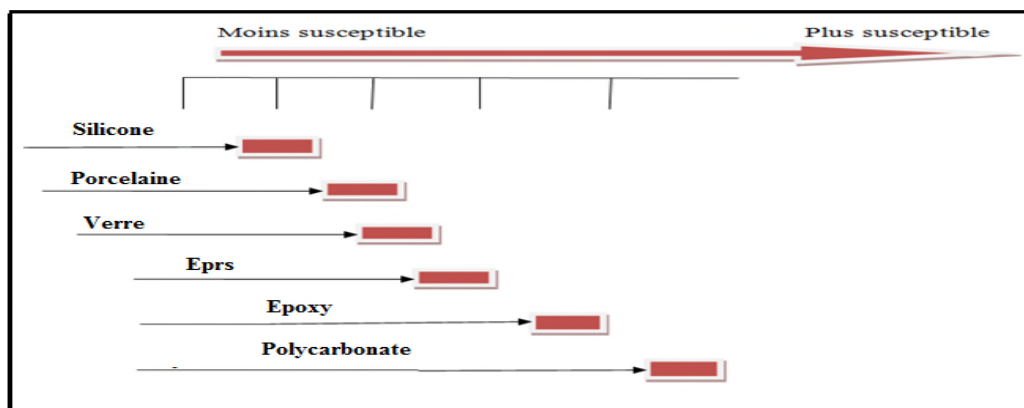 Moins susceptible Plus susceptible
Silicone
Porcelaine
Verre
Eprs
Epoxy
Polycarbonate